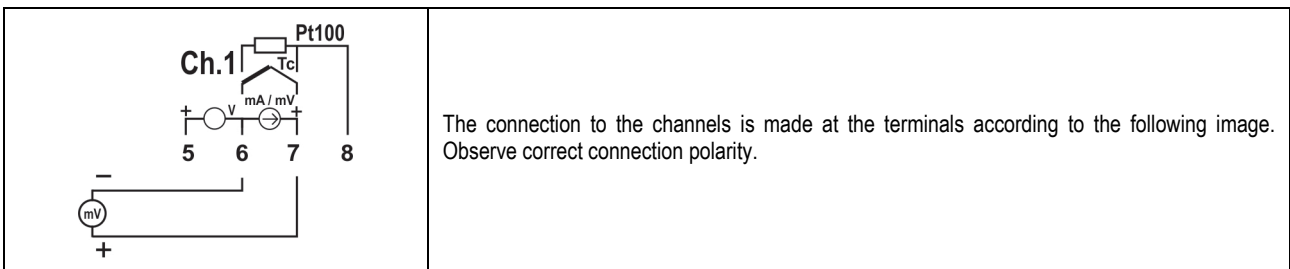 Pt100
Ch.1
Tc
mA / mV
+ V +
5 6 7 8
−
mV
+
The connection to the channels is made at the terminals according to the following image.
Observe correct connection polarity.